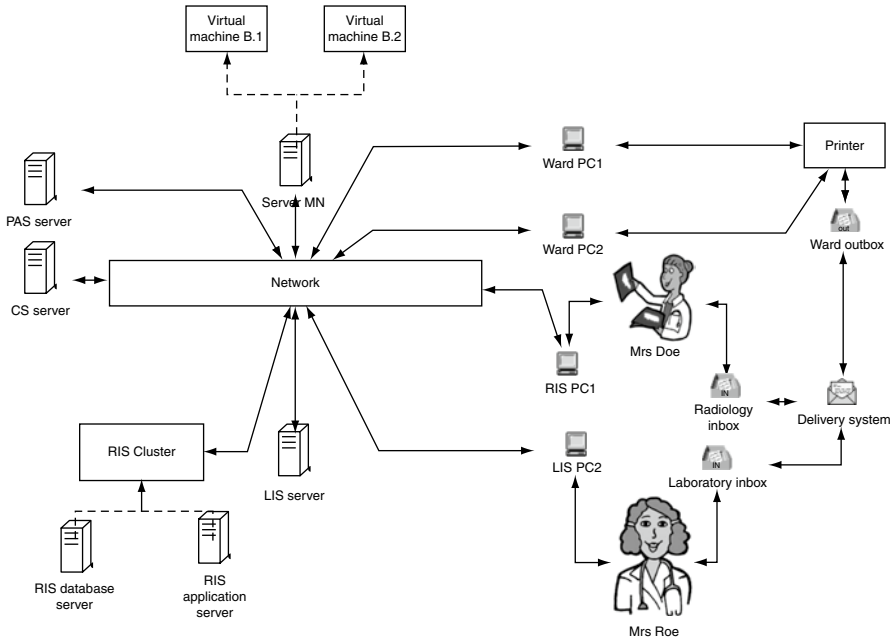 Virtual
machine B.1
Virtual
machine B.2
Server MN
PAS server
CS server
Network
Ward PC1
Ward PC2
Printer
out
Ward outbox
Mrs Doe
RIS PC1
IN
Radiology
inbox
Delivery system
RIS Cluster
LIS server
LIS PC2
IN
Laboratory inbox
RIS database
server
RIS
application
server
Mrs Roe